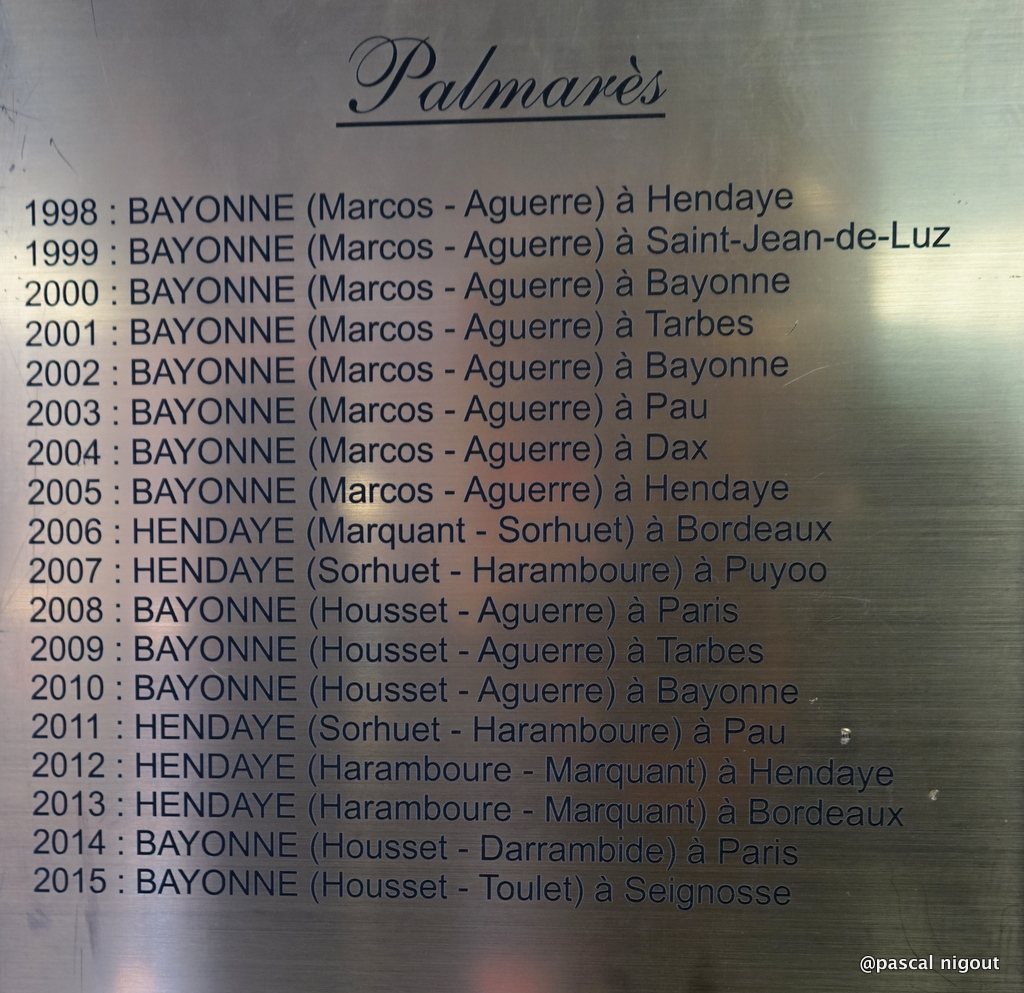 Palmarès
1998 : BAYONNE (Marcos - Aguerre) à Hendaye
1999 : BAYONNE (Marcos - Aguerre) à Saint-Jean-de-Luz
2000 : BAYONNE (Marcos - Aguerre) à Bayonne
2001 : BAYONNE (Marcos - Aguerre) à Tarbes
2002 : BAYONNE (Marcos - Aguerre) à Bayonne
2003 : BAYONNE (Marcos - Aguerre) à Pau
2004 : BAYONNE (Marcos - Aguerre) à Dax
2005 : BAYONNE (Marcos - Aguerre) à Hendaye
2006 : HENDAYE (Marquant - Sorhuet) à Bordeaux
2007 : HENDAYE (Sorhuet - Haramboure) à Puyoo
2008 : BAYONNE (Housset - Aguerre) à Paris
2009 : BAYONNE (Housset - Aguerre) à Tarbes
2010 : BAYONNE (Housset - Aguerre) à Bayonne
2011 : HENDAYE (Sorhuet - Haramboure) à Pau
2012 : HENDAYE (Haramboure - Marquant) à Hendaye
2013 : HENDAYE (Haramboure - Marquant) à Bordeaux
2014 : BAYONNE (Housset - Darrambide) à Paris
2015 : BAYONNE (Housset - Toulet) à Seignosse
@pascal nigout